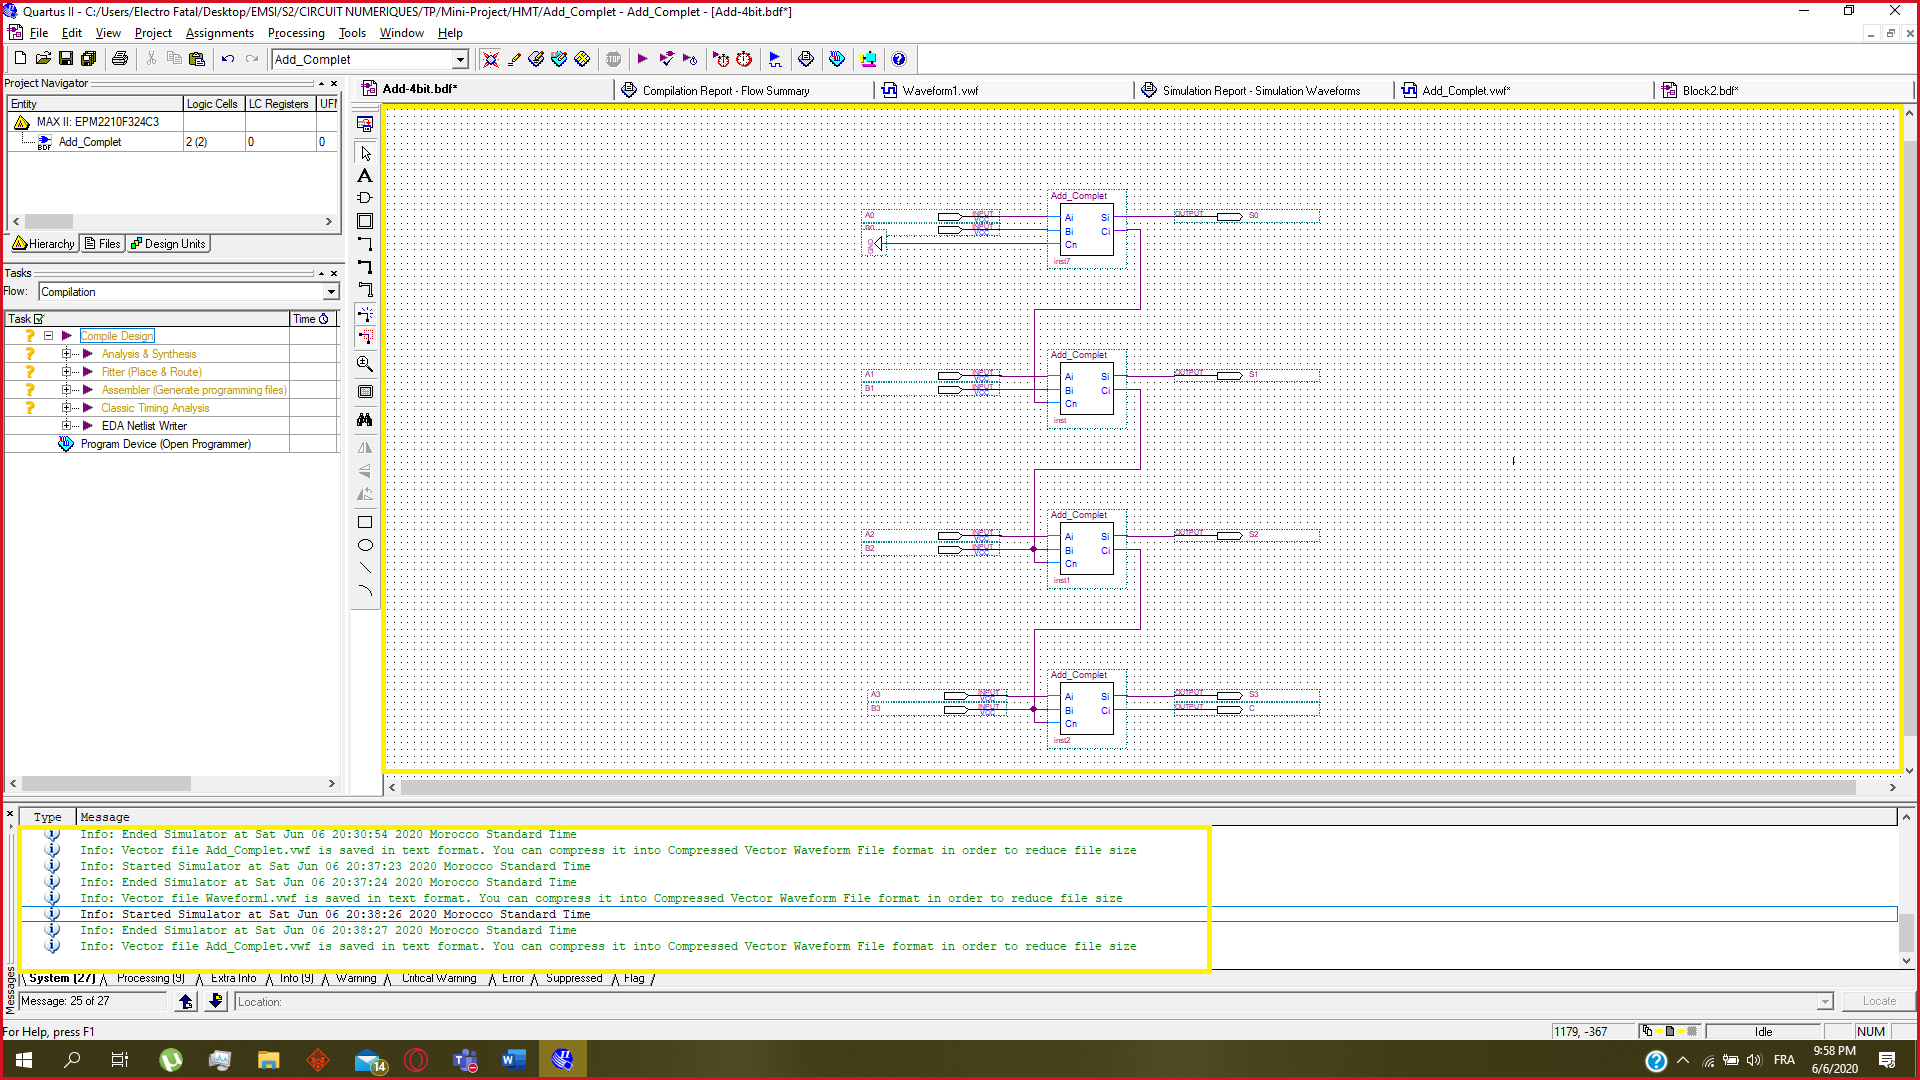 Quartus II - C:/Users/Electro Fatal/Desktop/EMSI/S2/CIRCUIT NUMERIQUES/TP/Mini-Project/HMT/Add_Complet - Add_Complet - [Add-4bit.bdf*]
File Edit View Project Assignments Processing Tools Window Help
Add_Complet
Project Navigator
Entity Logic Cells LC Registers UFM
MAX II: EPM2210F324C3
Add_Complet 2 (2) 0 0
Hierarchy Files Design Units
Tasks
Flow: Compilation
Task Time
Compile Design
Analysis & Synthesis
Fitter (Place & Route)
Assembler (Generate programming files)
Classic Timing Analysis
EDA Netlist Writer
Program Device (Open Programmer)
Add-4bit.bdf* Compilation Report - Flow Summary Waveform1.vwf Simulation Report - Simulation Waveforms Add_Complet.vwf* Block2.bdf*
Add_Complet
A0 INPUT VCC Ai Si OUTPUT S0
B0 INPUT VCC Bi Ci
GND Cn
inst7
Add_Complet
A1 INPUT VCC Ai Si OUTPUT S1
B1 INPUT VCC Bi Ci
Cn
inst
Add_Complet
A2 INPUT VCC Ai Si OUTPUT S2
B2 INPUT VCC Bi Ci
Cn
inst1
Add_Complet
A3 INPUT VCC Ai Si OUTPUT S3
B3 INPUT VCC Bi Ci OUTPUT C
Cn
inst2
Type Message
Info: Ended Simulator at Sat Jun 06 20:30:54 2020 Morocco Standard Time
Info: Vector file Add_Complet.vwf is saved in text format. You can compress it into Compressed Vector Waveform File format in order to reduce file size
Info: Started Simulator at Sat Jun 06 20:37:23 2020 Morocco Standard Time
Info: Ended Simulator at Sat Jun 06 20:37:24 2020 Morocco Standard Time
Info: Vector file Waveform1.vwf is saved in text format. You can compress it into Compressed Vector Waveform File format in order to reduce file size
Info: Started Simulator at Sat Jun 06 20:38:26 2020 Morocco Standard Time
Info: Ended Simulator at Sat Jun 06 20:38:27 2020 Morocco Standard Time
Info: Vector file Add_Complet.vwf is saved in text format. You can compress it into Compressed Vector Waveform File format in order to reduce file size
Messages
System (27) Processing (9) Extra Info Info (9) Warning Critical Warning Error Suppressed Flag
Message: 25 of 27 Location: Locate
For Help, press F1 1179, -367 Idle NUM
14 FRA 9:58 PM
6/6/2020